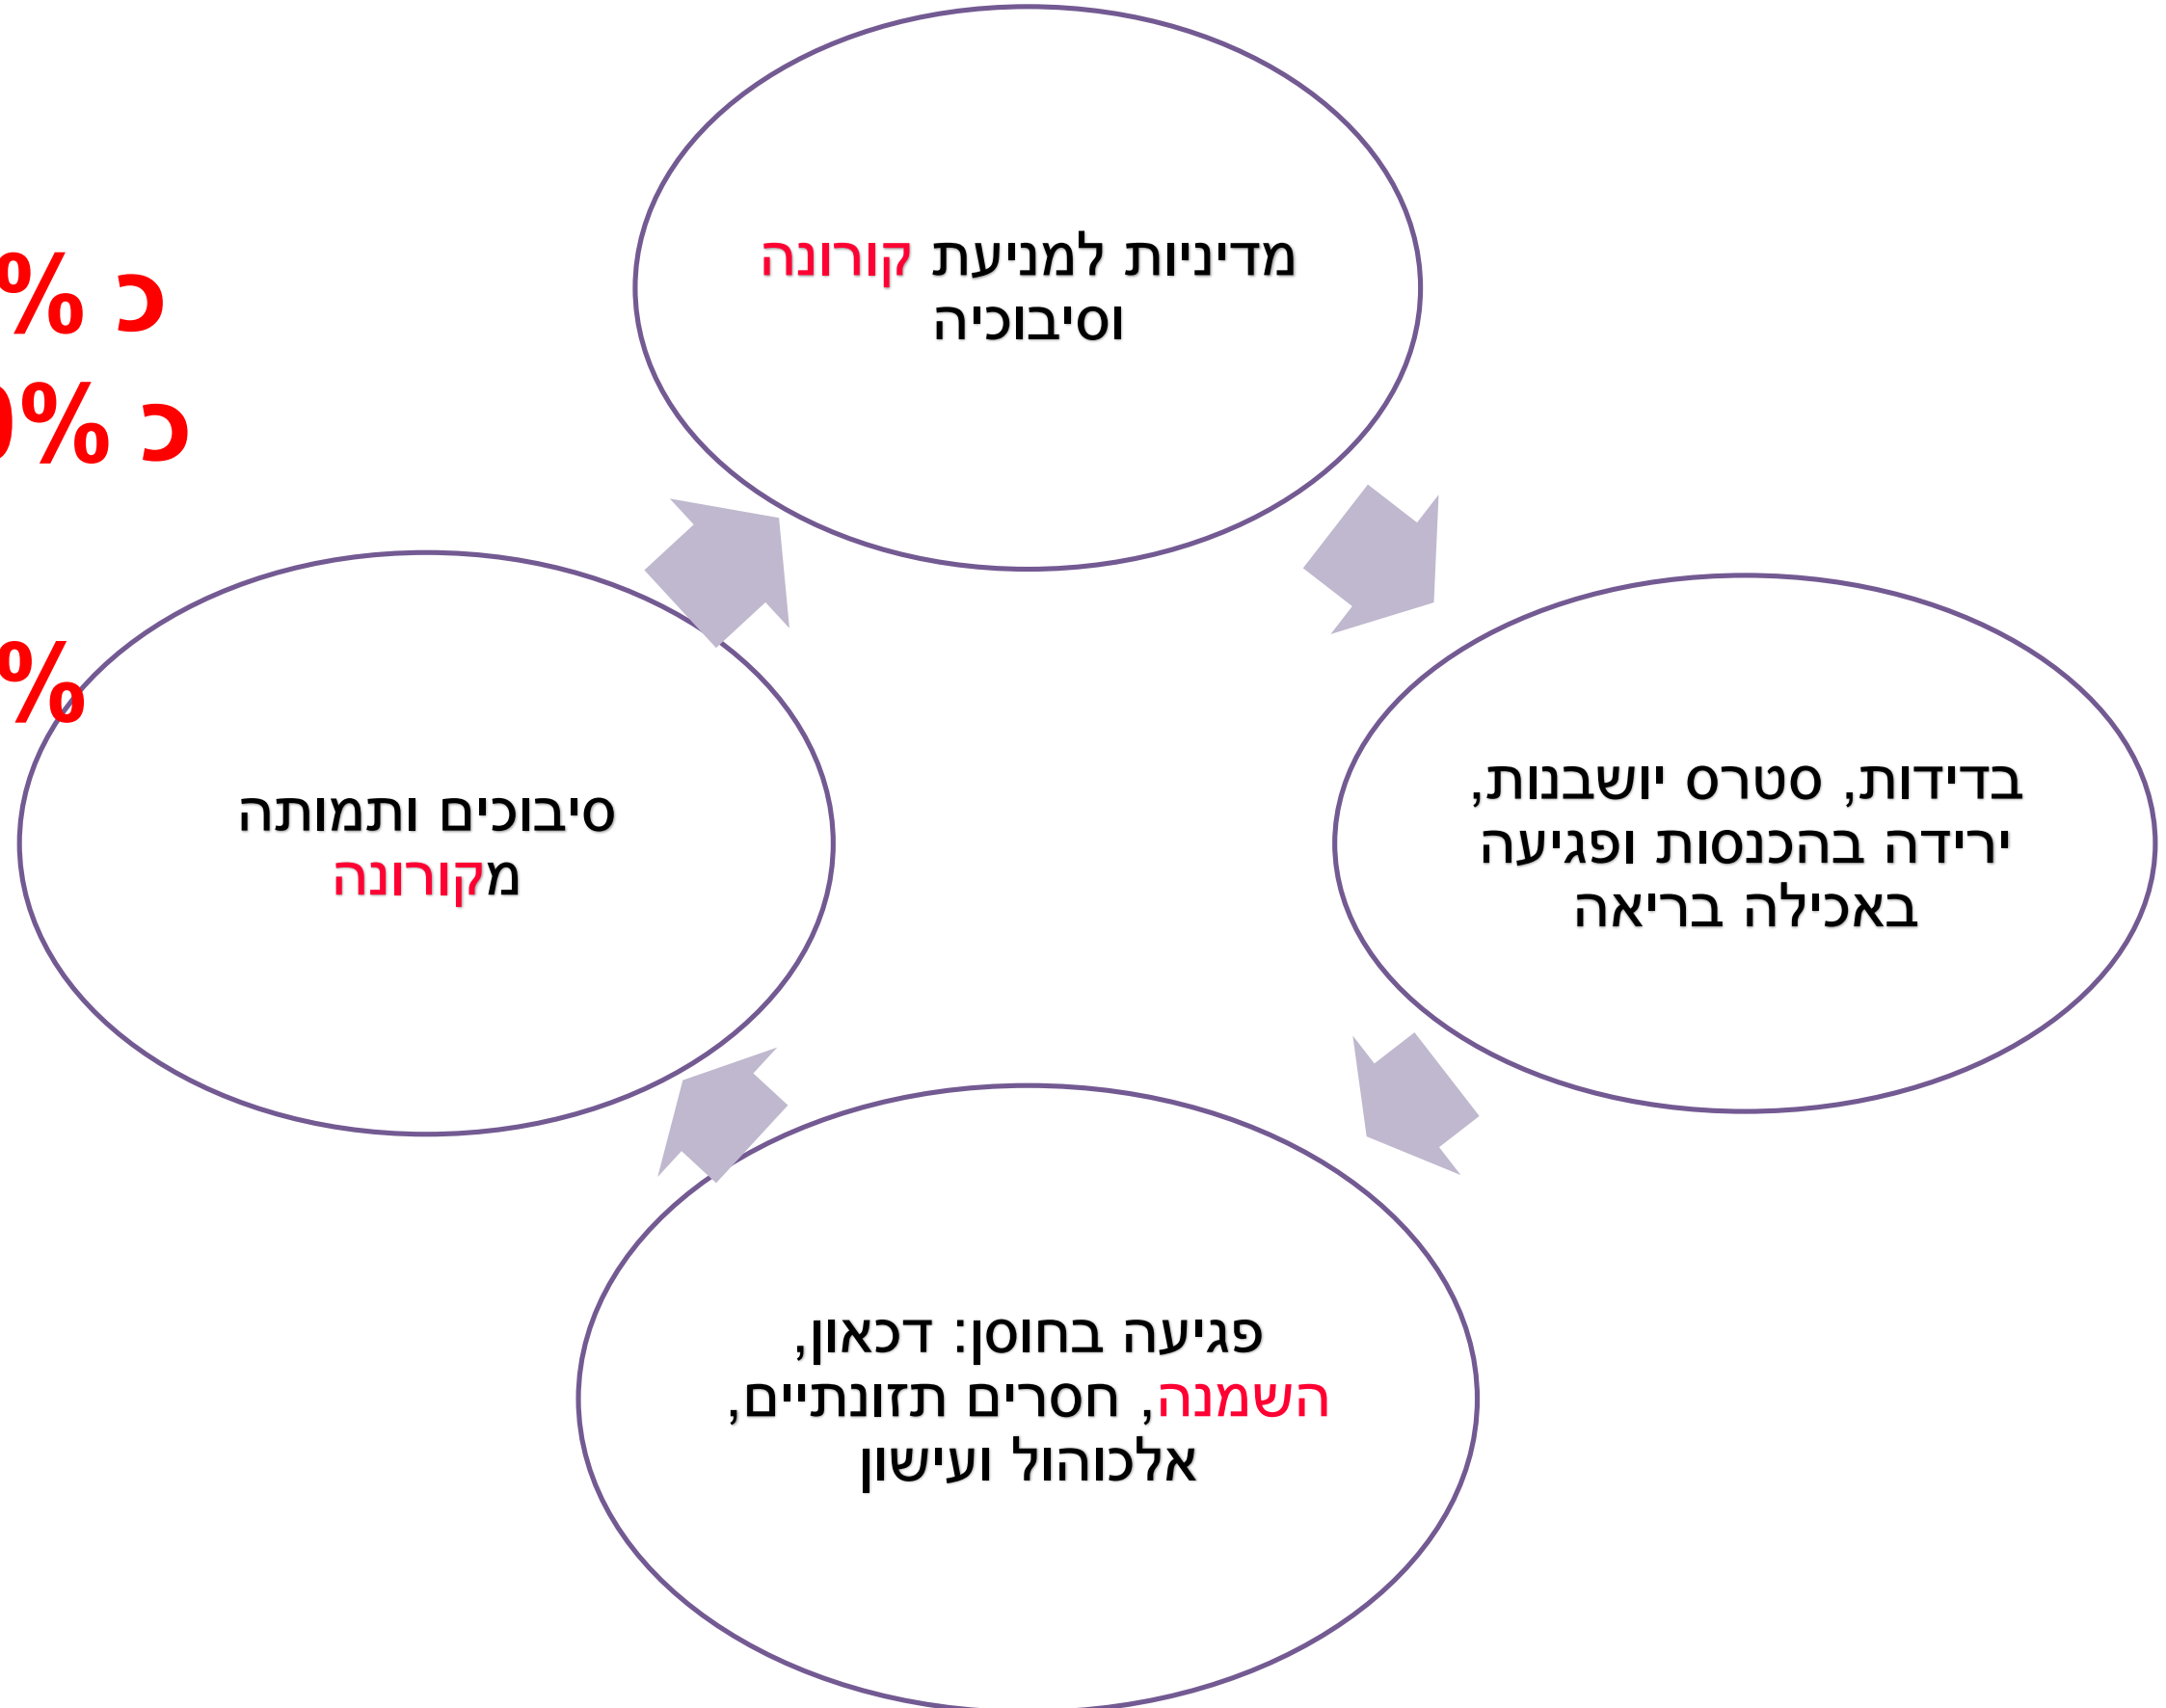 מדיניות למניעת קורונה
וסיבוכיה
בדידות, סטרס יושבנות,
ירידה בהכנסות ופגיעה
באכילה בריאה
פגיעה בחוסן: דכאון,
השמנה, חסרים תזונתיים,
אלכוהול ועישון
סיבוכים ותמותה
מקורונה
כ %
כ %
%